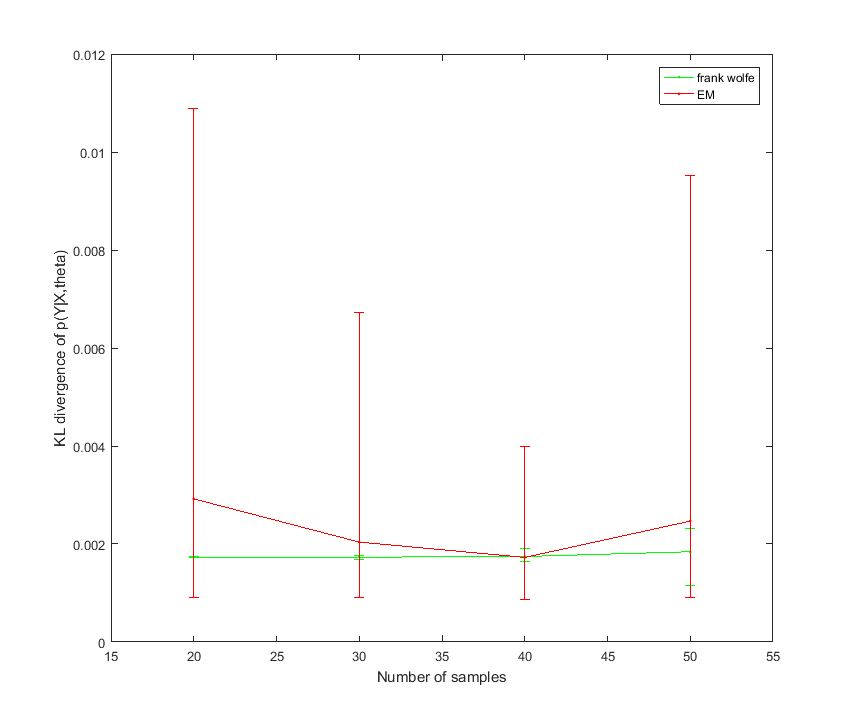 frank wolfe
EM
0.012
0.01
0.008
0.006
0.004
0.002
0
KL divergence of p(Y|X,theta)
15 20 25 30 35 40 45 50 55
Number of samples